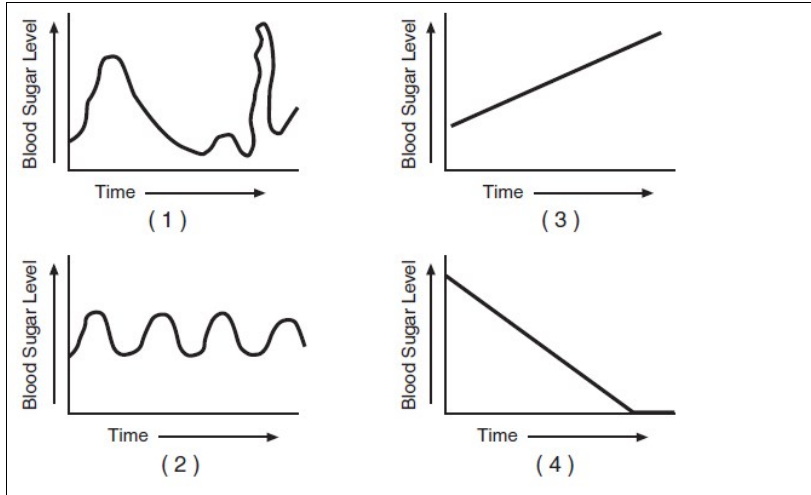 Blood Sugar Level
Time
( 1 )
Blood Sugar Level
Time
( 3 )
Blood Sugar Level
Time
( 2 )
Blood Sugar Level
Time
( 4 )